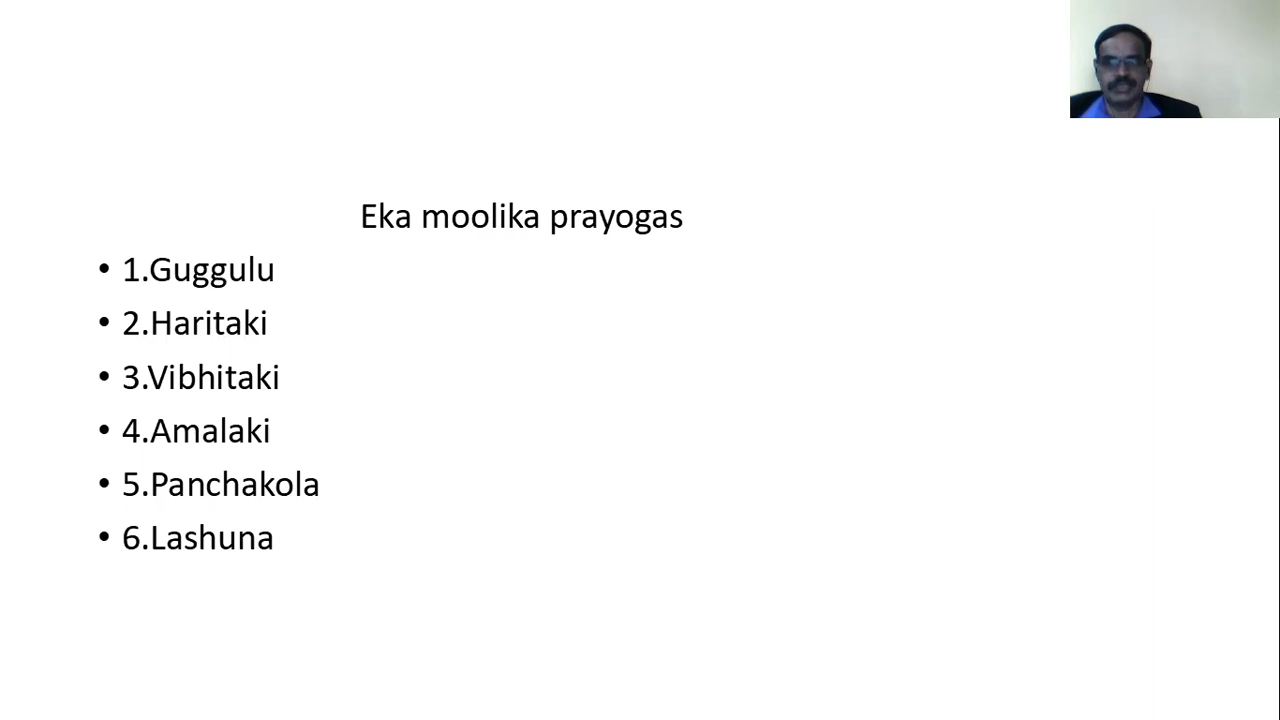 Eka moolika prayogas
• 1.Guggulu
• 2.Haritaki
• 3.Vibhitaki
• 4.Amalaki
• 5.Panchakola
• 6.Lashuna